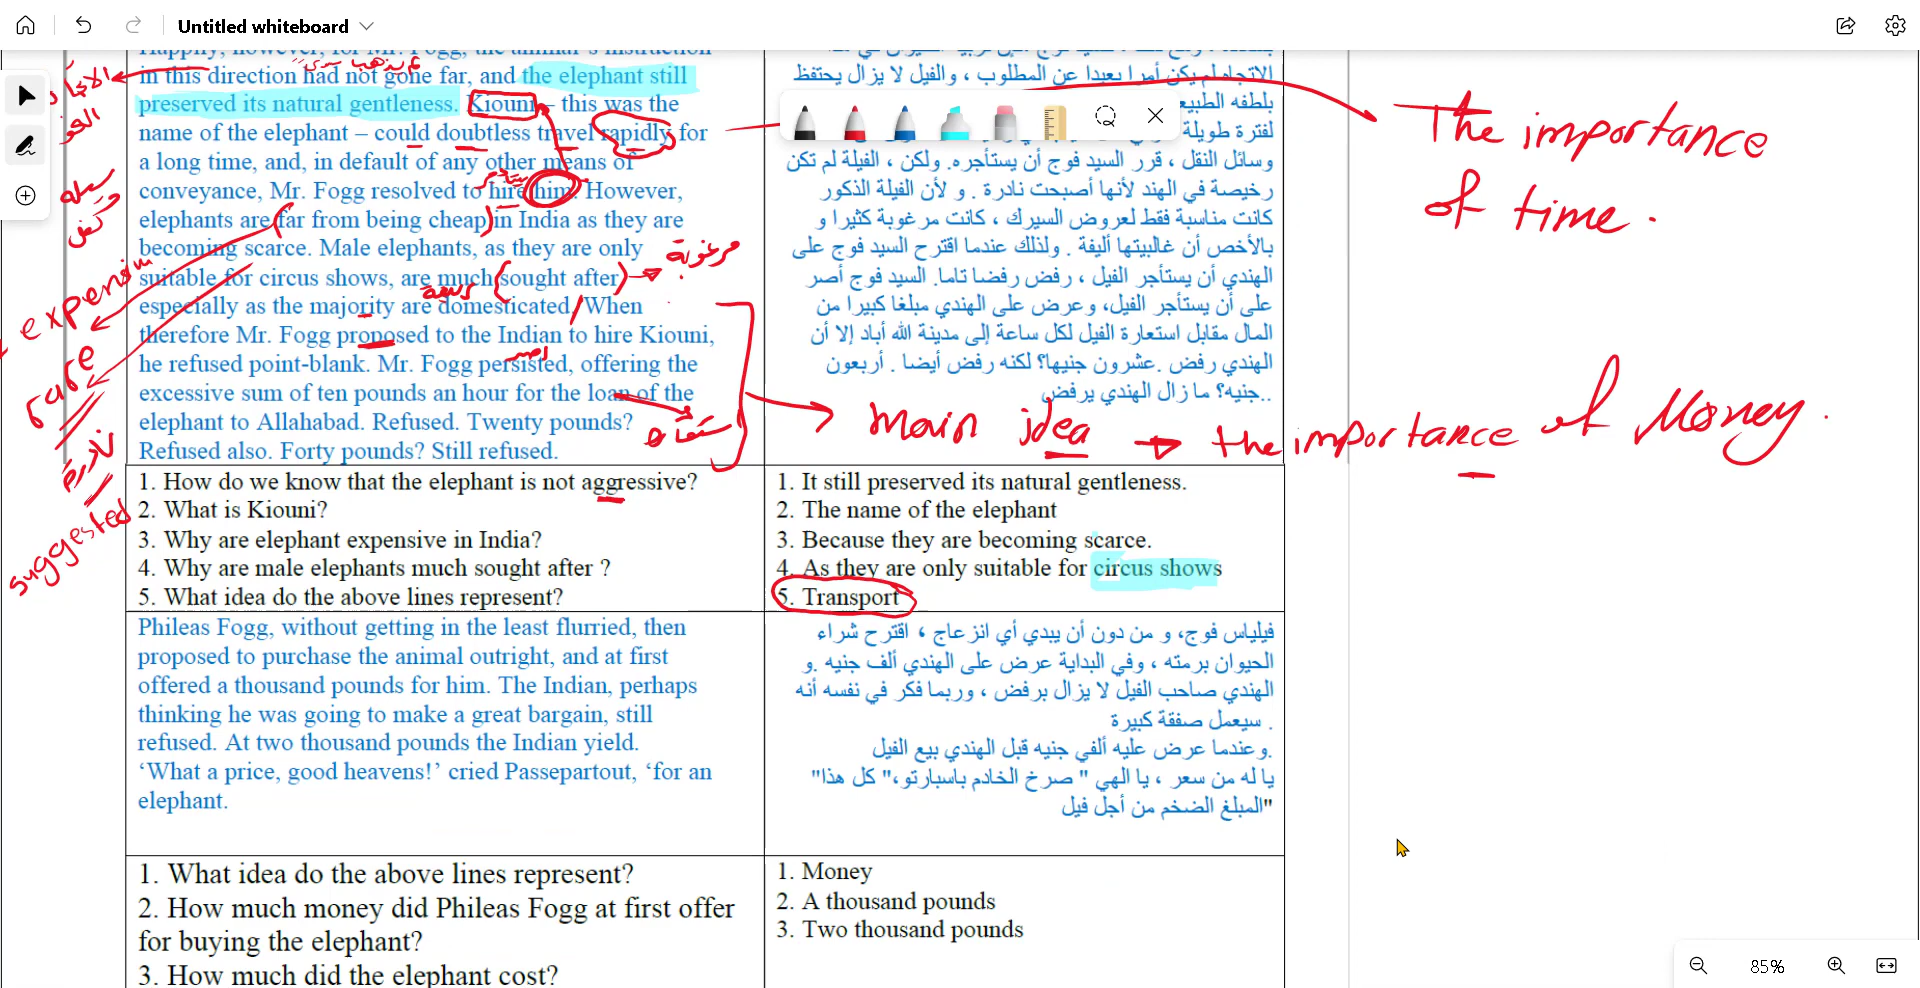 Untitled whiteboard
Happily, however, for Mr. Fogg, the animal's instruction
in this direction had not gone far, and the elephant still
preserved its natural gentleness. Kiouni – this was the
name of the elephant – could doubtless travel rapidly for
a long time, and, in default of any other means of
conveyance, Mr. Fogg resolved to hire him. However,
elephants are far from being cheap in India as they are
becoming scarce. Male elephants, as they are only
suitable for circus shows, are much sought after
especially as the majority are domesticated. When
therefore Mr. Fogg proposed to the Indian to hire Kiouni,
he refused point-blank. Mr. Fogg persisted, offering the
excessive sum of ten pounds an hour for the loan of the
elephant to Allahabad. Refused. Twenty pounds?
Refused also. Forty pounds? Still refused.
الاتجاه لم يكن أمرا بعيدا عن المطلوب ، والفيل لا يزال يحتفظ
بلطفه الطبيع
لفترة طويلة
وسائل النقل ، قرر السيد فوج أن يستأجره. ولكن ، الفيلة لم تكن
رخيصة في الهند لأنها أصبحت نادرة . و لأن الفيلة الذكور
كانت مناسبة فقط لعروض السيرك ، كانت مرغوبة كثيرا و
بالأخص أن غالبيتها أليفة . ولذلك عندما اقترح السيد فوج على
الهندي أن يستأجر الفيل ، رفض رفضا تاما. السيد فوج أصر
على أن يستأجر الفيل، وعرض على الهندي مبلغا كبيرا من
المال مقابل استعارة الفيل لكل ساعة إلى مدينة الله أباد إلا أن
الهندي رفض .عشرون جنيها؟ لكنه رفض أيضا . أربعون
جنيه؟ ما زال الهندي يرفض..
The importance
of time.
مرغوبة
expensive
rare
نادرة
suggested
main idea → the importance of Money.
1. How do we know that the elephant is not aggressive?
2. What is Kiouni?
3. Why are elephant expensive in India?
4. Why are male elephants much sought after ?
5. What idea do the above lines represent?
1. It still preserved its natural gentleness.
2. The name of the elephant
3. Because they are becoming scarce.
4. As they are only suitable for circus shows
5. Transport
Phileas Fogg, without getting in the least flurried, then
proposed to purchase the animal outright, and at first
offered a thousand pounds for him. The Indian, perhaps
thinking he was going to make a great bargain, still
refused. At two thousand pounds the Indian yield.
‘What a price, good heavens!’ cried Passepartout, ‘for an
elephant.
فيلياس فوج، و من دون أن يبدي أي انزعاج ، اقترح شراء
الحيوان برمته ، وفي البداية عرض على الهندي ألف جنيه .و
الهندي صاحب الفيل لا يزال يرفض ، وربما فكر في نفسه أنه
سيعمل صفقة كبيرة .
وعندما عرض عليه ألفي جنيه قبل الهندي بيع الفيل.
يا له من سعر ، يا الهي " صرخ الخادم باسبارتو،" كل هذا"
"المبلغ الضخم من أجل فيل
1. What idea do the above lines represent?
2. How much money did Phileas Fogg at first offer
for buying the elephant?
3. How much did the elephant cost?
1. Money
2. A thousand pounds
3. Two thousand pounds
85%